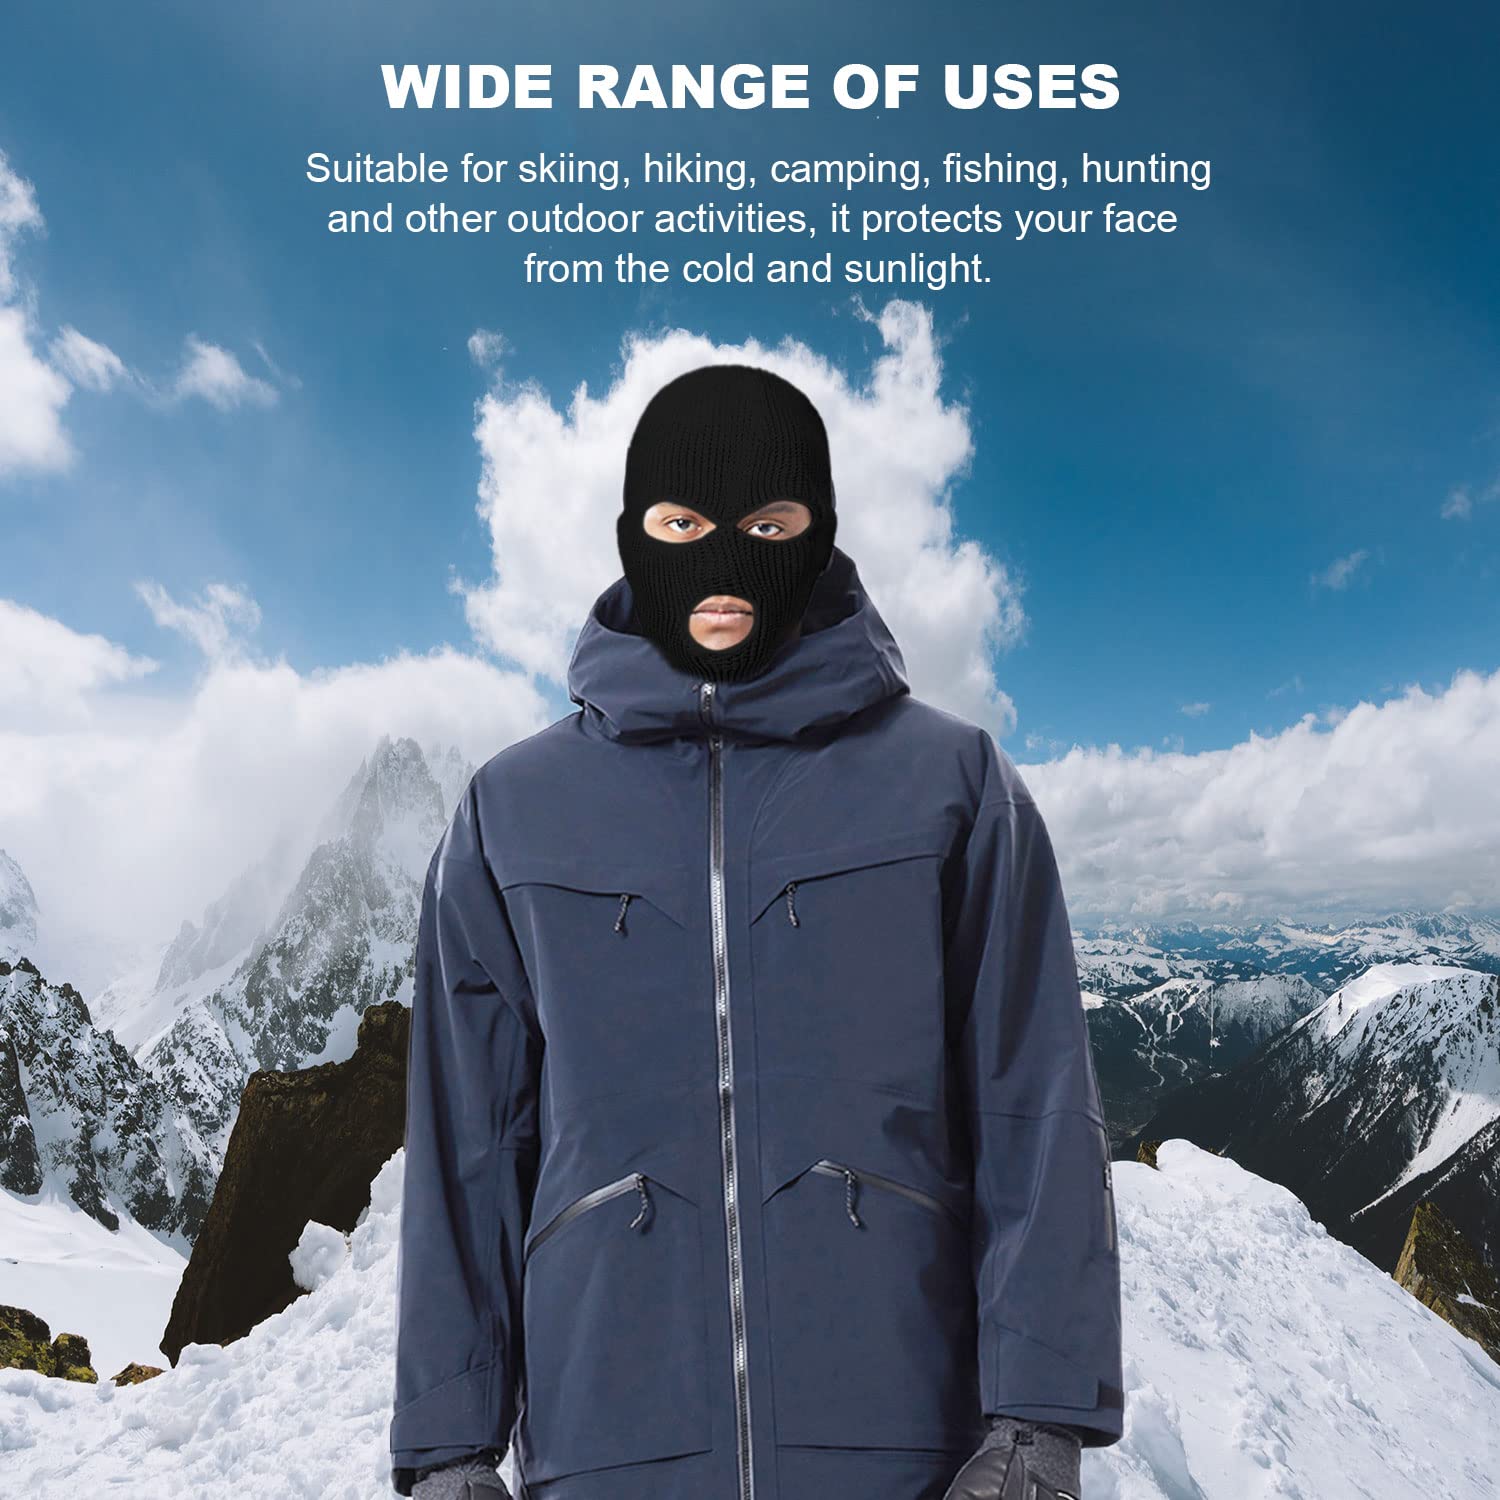 WIDE RANGE OF USES
Suitable for skiing, hiking, camping, fishing, hunting
and other outdoor activities, it protects your face
from the cold and sunlight.